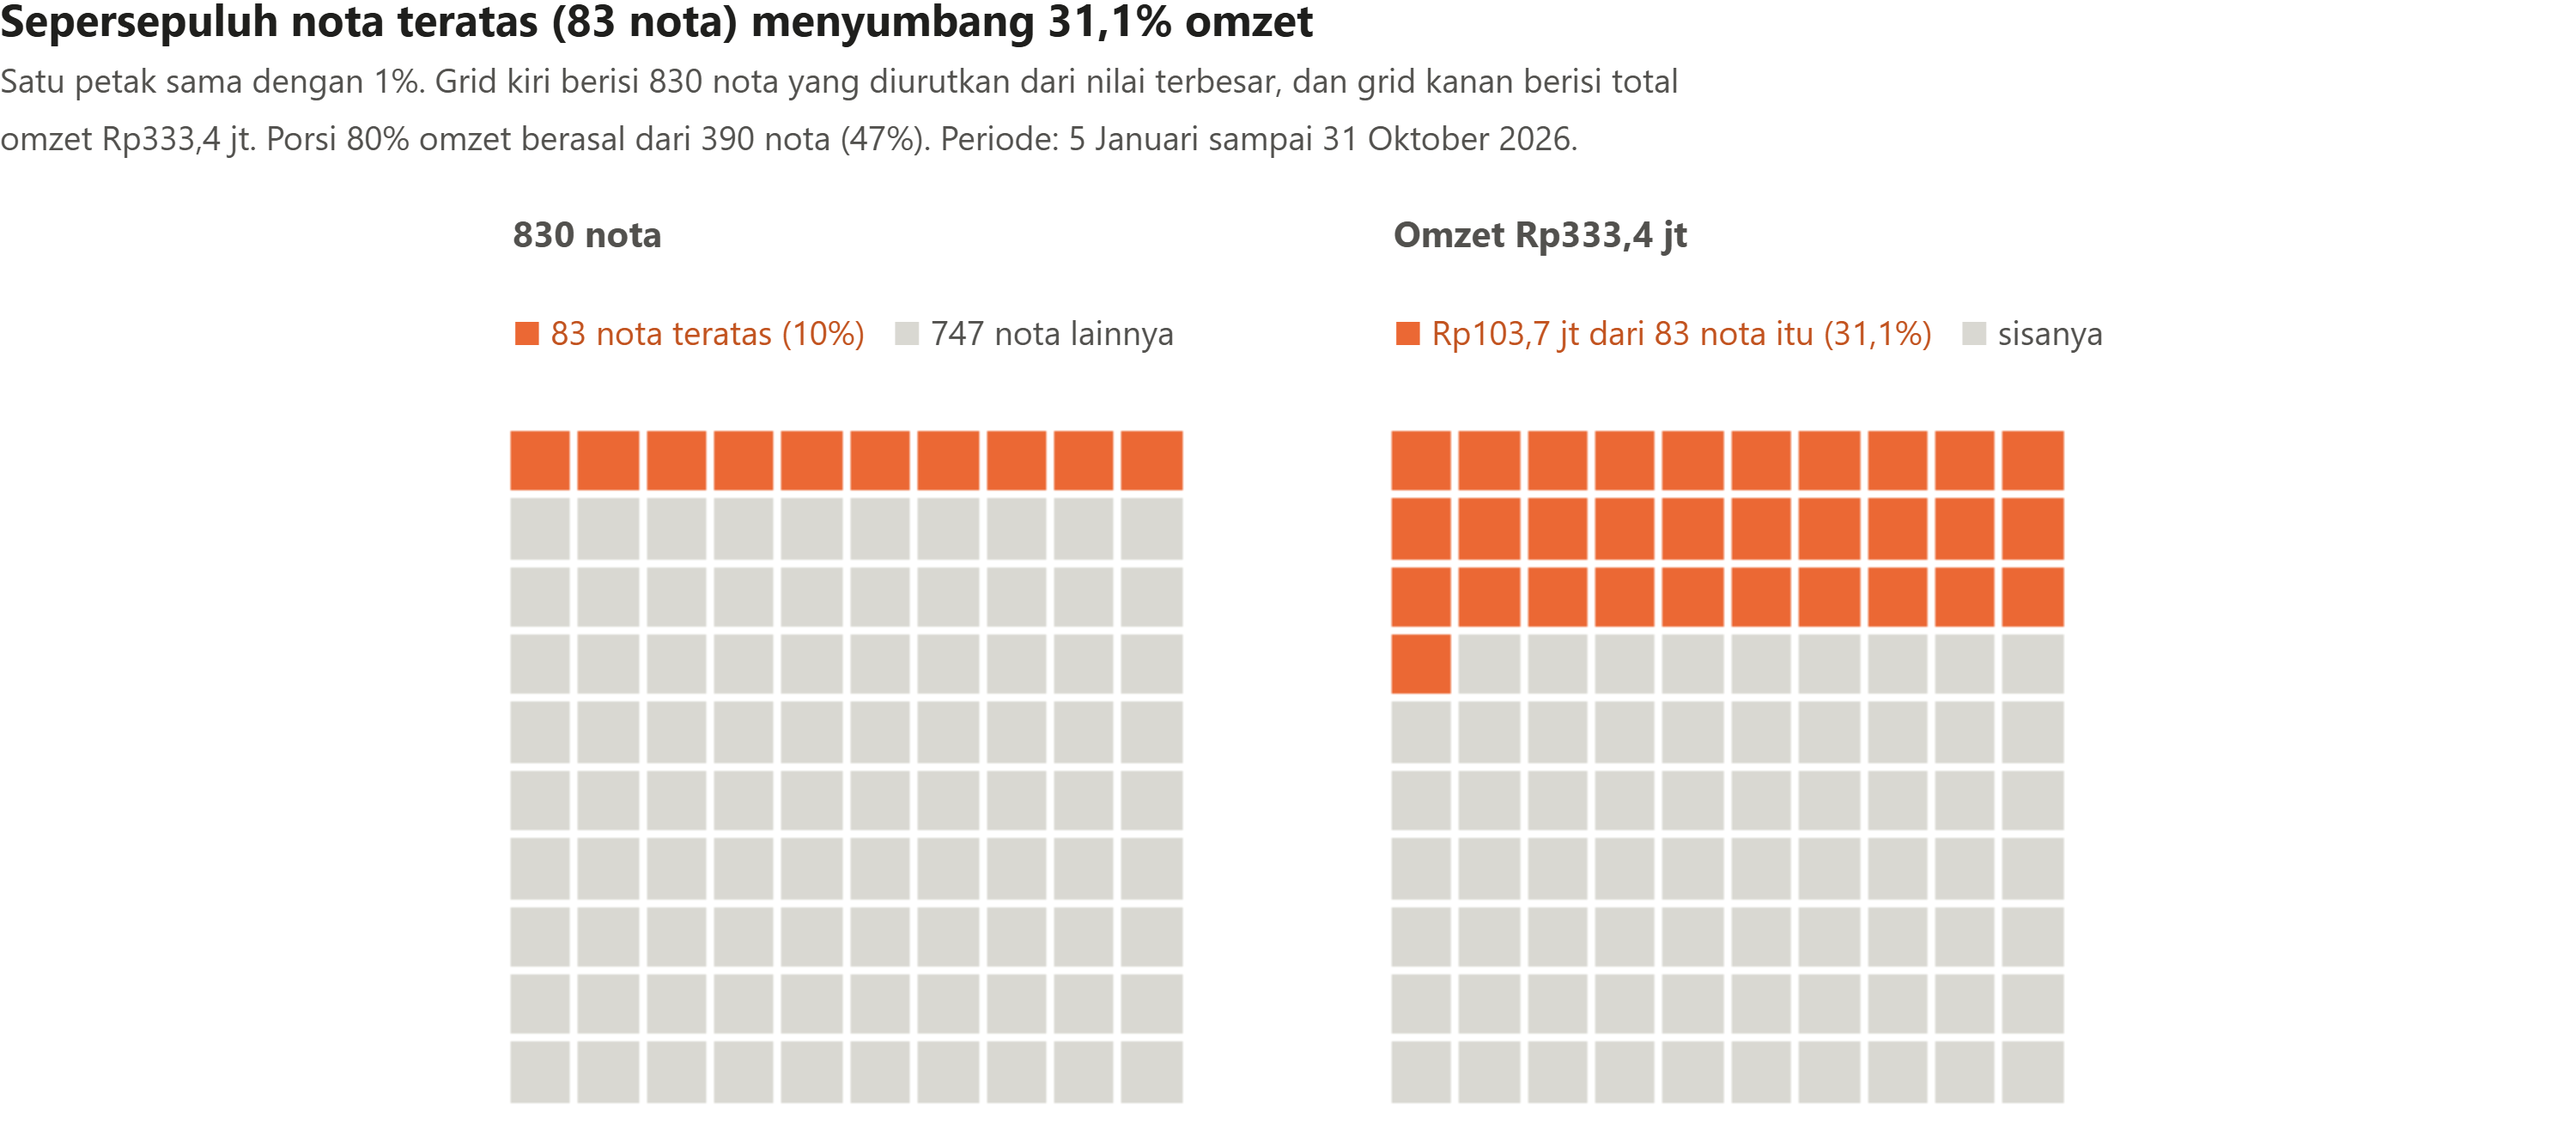 Sepersepuluh nota teratas (83 nota) menyumbang 31,1% omzet
Satu petak sama dengan 1%. Grid kiri berisi 830 nota yang diurutkan dari nilai terbesar, dan grid kanan berisi total
omzet Rp333,4 jt. Porsi 80% omzet berasal dari 390 nota (47%). Periode: 5 Januari sampai 31 Oktober 2026.
830 nota
83 nota teratas (10%) 747 nota lainnya
Omzet Rp333,4 jt
Rp103,7 jt dari 83 nota itu (31,1%) sisanya